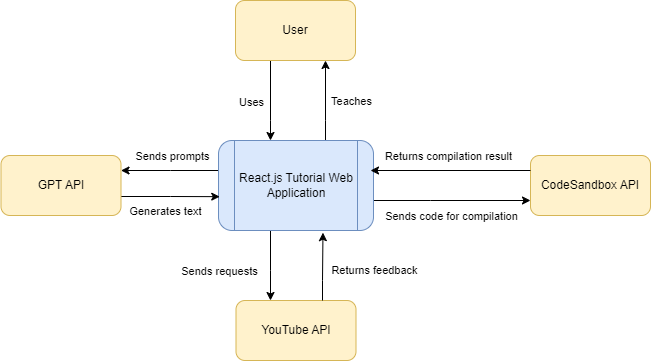 User
Uses
Teaches
Sends prompts
React.js Tutorial Web
Application
Returns compilation result
GPT API
CodeSandbox API
Generates text
Sends code for compilation
Sends requests
Returns feedback
YouTube API